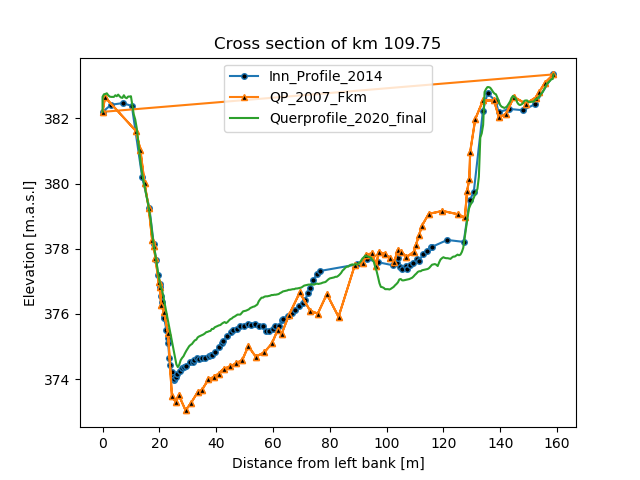 Cross section of km 109.75
Inn_Profile_2014
QP_2007_Fkm
Querprofile_2020_final
Elevation [m.a.s.l]
382
380
378
376
374
0 20 40 60 80 100 120 140 160
Distance from left bank [m]